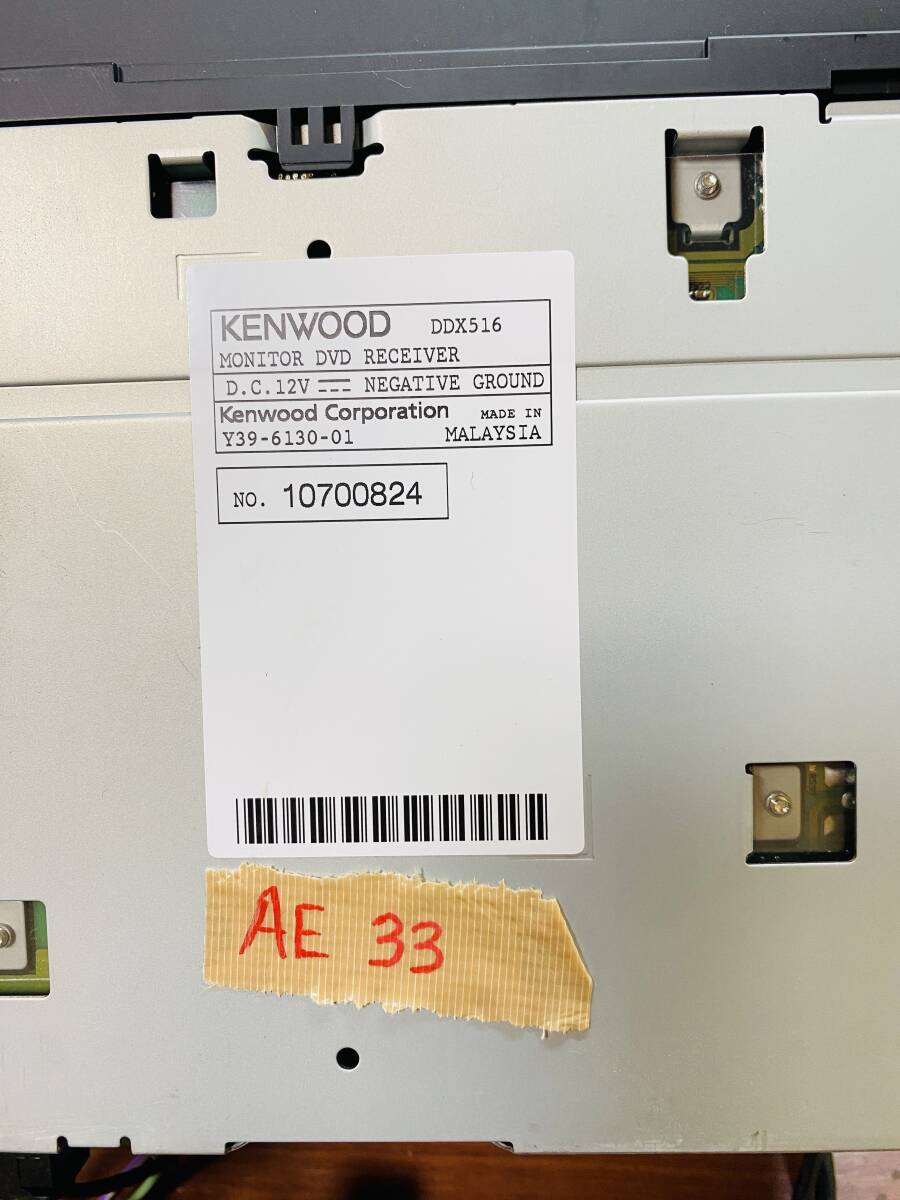 KENWOOD DDX516
MONITOR DVD RECEIVER
D.C.12V ⎓ NEGATIVE GROUND
Kenwood Corporation MADE IN
Y39-6130-01 MALAYSIA
NO. 10700824
AE 33